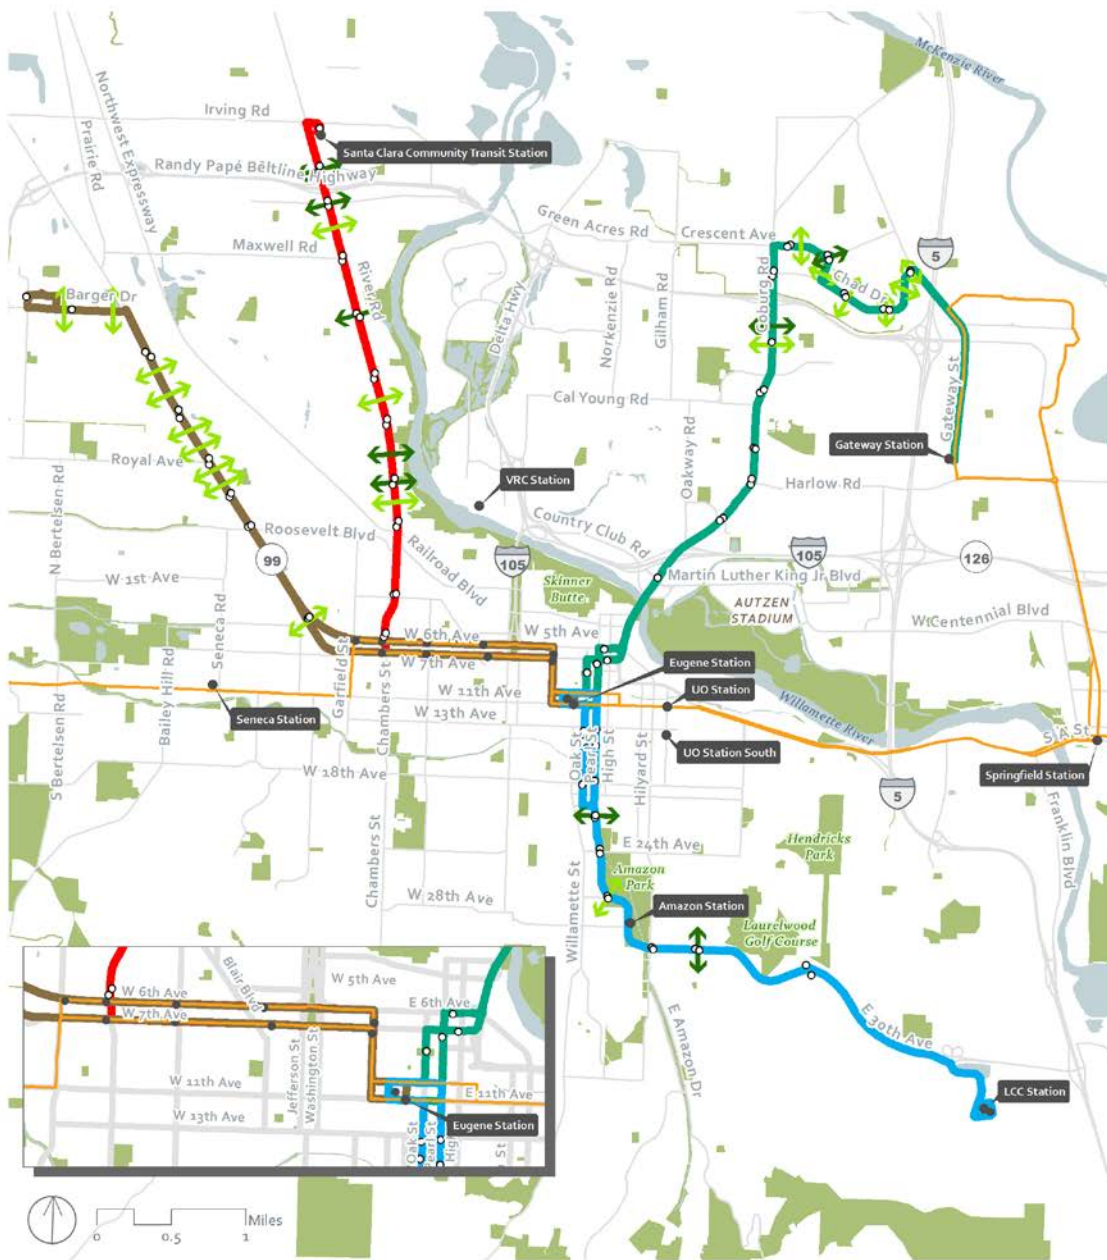 McKenzie River
Irving Rd
Northwest Expressway
Prairie Rd
Santa Clara Community Transit Station
Randy Papé Beltline Highway
Green Acres Rd
Crescent Ave
5
Maxwell Rd
River Rd
Delta Hwy
Norkenzie Rd
Gilham Rd
Coburg Rd
Chad Dr
Barger Dr
Cal Young Rd
Gateway St
Oakway Rd
Gateway Station
Royal Ave
N Bertelsen Rd
VRC Station
Harlow Rd
Roosevelt Blvd
Country Club Rd
99
Railroad Blvd
105
105
126
W 1st Ave
Skinner
Butte
Martin Luther King Jr Blvd
AUTZEN
STADIUM
W Centennial Blvd
Seneca Rd
W 6th Ave
W 5th Ave
W 7th Ave
Garfield St
Bailey Hill Rd
Eugene Station
W 11th Ave
UO Station
W 13th Ave
Willamette River
Seneca Station
Chambers St
S Bertelsen Rd
Oak St
Pearl St
High St
Hilyard St
UO Station South
S A St
Springfield Station
W 18th Ave
5
Franklin Blvd
Chambers St
E 24th Ave
Hendricks
Park
Willamette St
Amazon
Park
W 28th Ave
Amazon Station
Laurelwood
Golf Course
E 30th Ave
E Amazon Dr
LCC Station
W 5th Ave
Blair Blvd
W 6th Ave
E 6th Ave
W 7th Ave
Jefferson St
Washington St
W 11th Ave
E 11th Ave
W 13th Ave
Eugene Station
Oak St
Pearl St
High
St
Miles
0 0.5 1